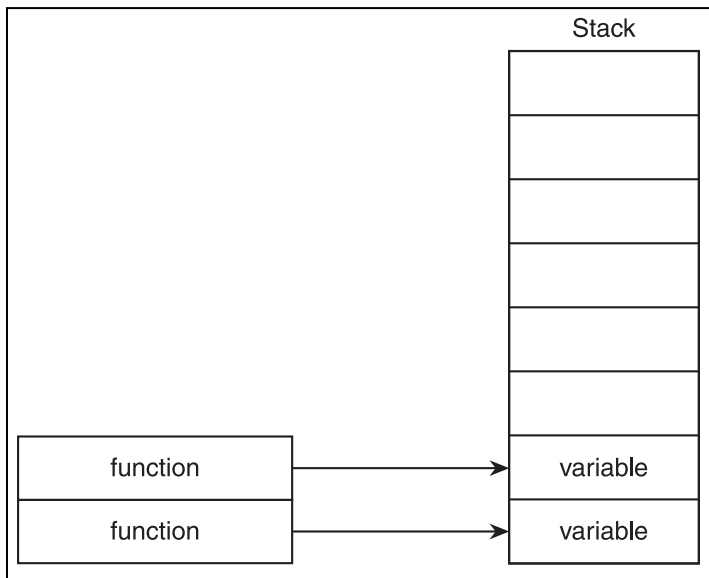 Stack
function
variable
function
variable